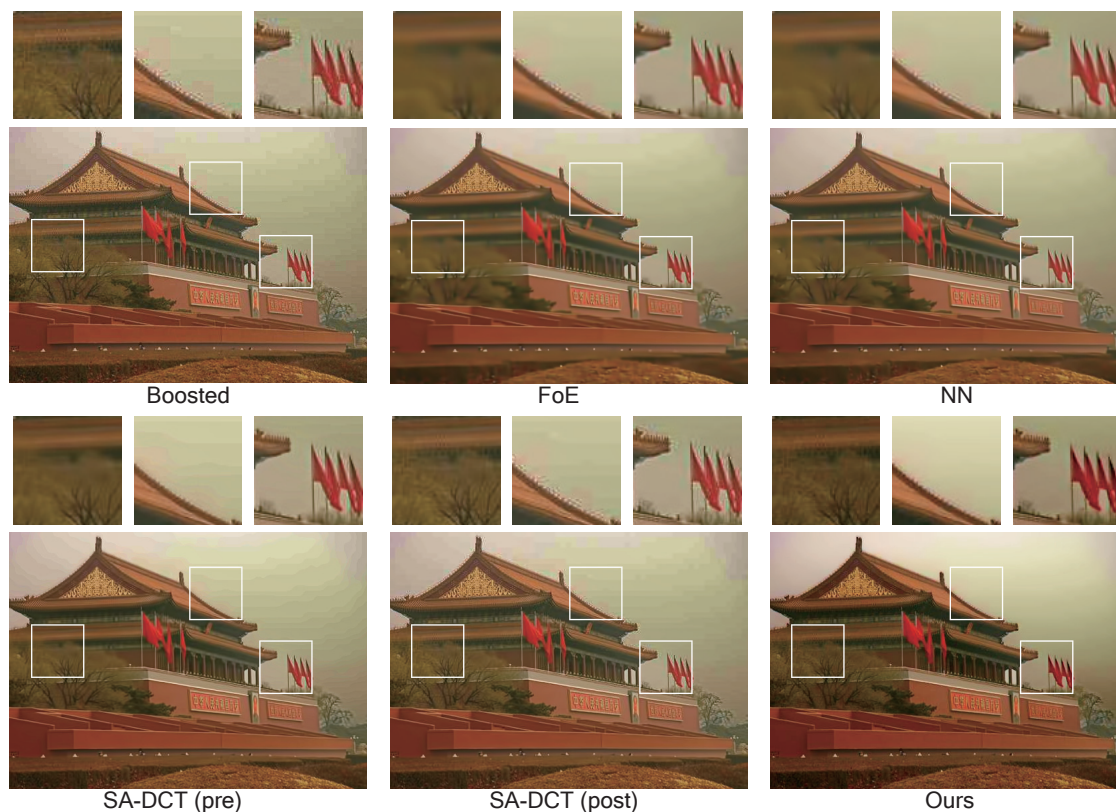 Boosted
FoE
NN
SA-DCT (pre)
SA-DCT (post)
Ours